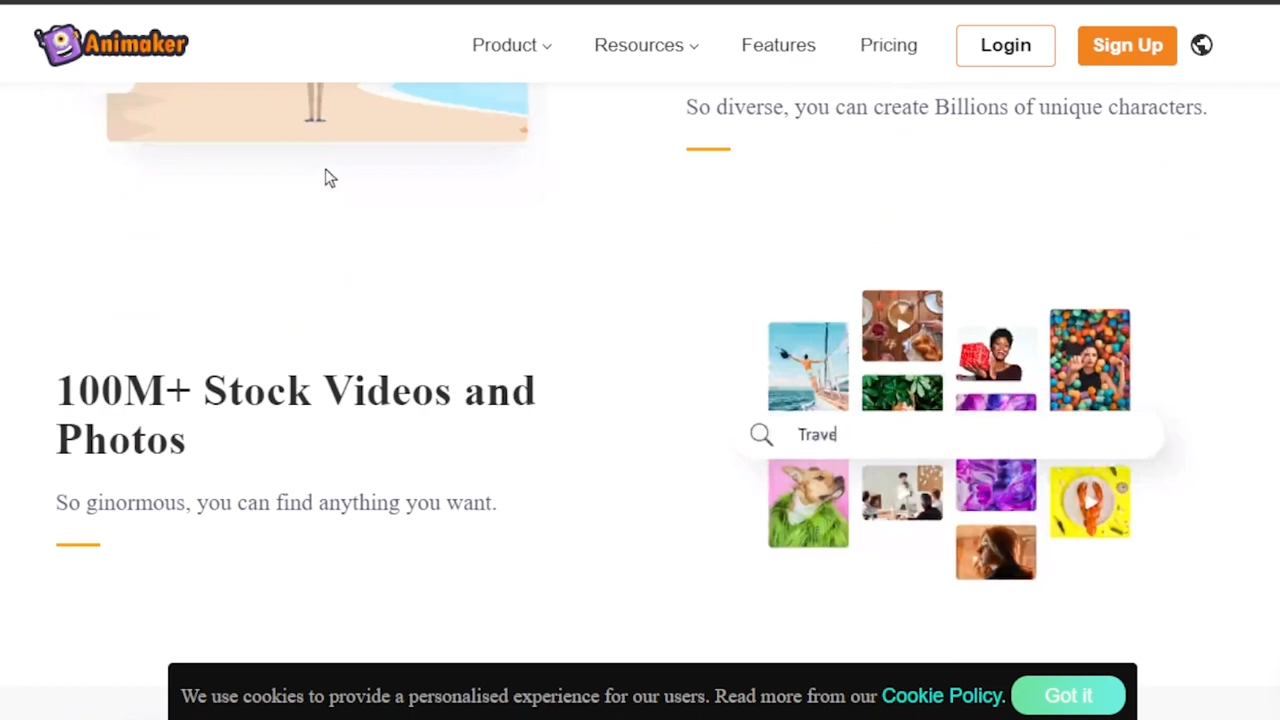 Animaker
Product
Resources
Features
Pricing
Login
Sign Up
So diverse, you can create Billions of unique characters.
100M+ Stock Videos and
Photos
So ginormous, you can find anything you want.
Trave
We use cookies to provide a personalised experience for our users. Read more from our Cookie Policy.
Got it